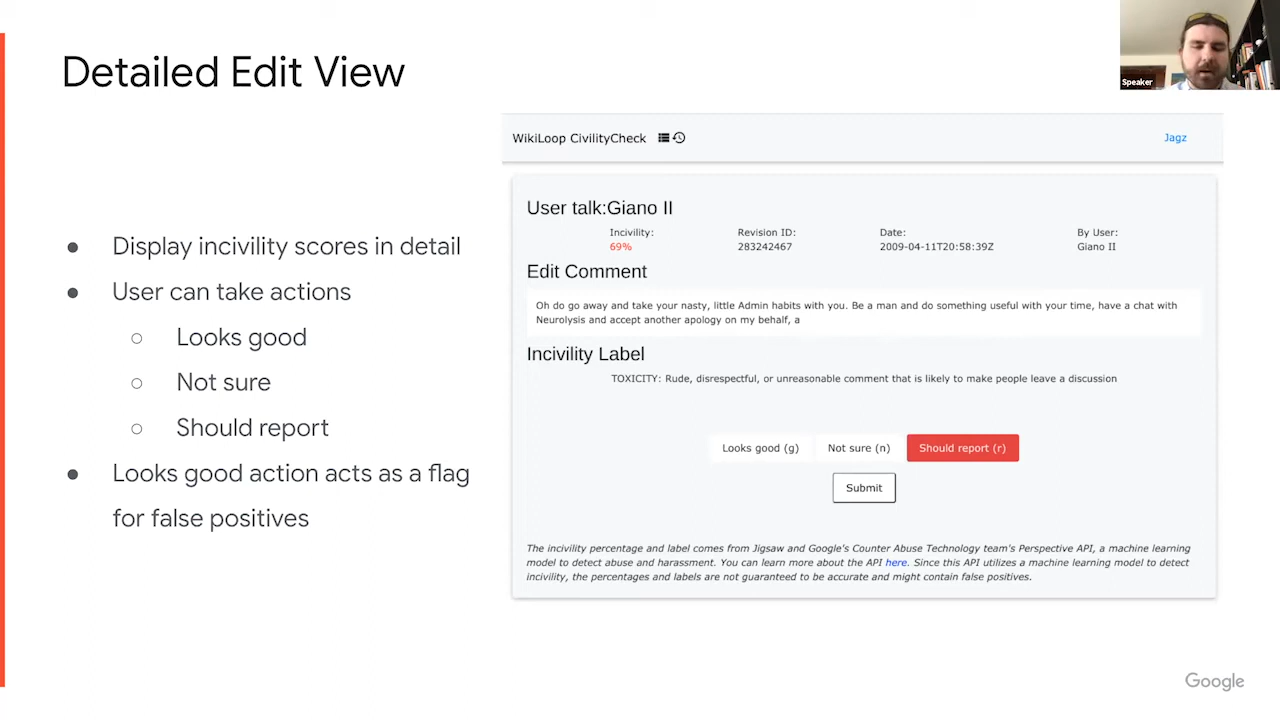 Detailed Edit View
Speaker
WikiLoop CivilityCheck
Jagz
User talk:Giano II
Incivility: Revision ID: Date: By User:
69% 283242467 2009-04-11T20:58:39Z Giano II
Edit Comment
Oh do go away and take your nasty, little Admin habits with you. Be a man and do something useful with your time, have a chat with
Neurolysis and accept another apology on my behalf, a
Incivility Label
TOXICITY: Rude, disrespectful, or unreasonable comment that is likely to make people leave a discussion
Looks good (g) Not sure (n) Should report (r)
Submit
The incivility percentage and label comes from Jigsaw and Google's Counter Abuse Technology team's Perspective API, a machine learning
model to detect abuse and harassment. You can learn more about the API here. Since this API utilizes a machine learning model to detect
incivility, the percentages and labels are not guaranteed to be accurate and might contain false positives.
● Display incivility scores in detail
● User can take actions
○ Looks good
○ Not sure
○ Should report
● Looks good action acts as a flag
for false positives
Google